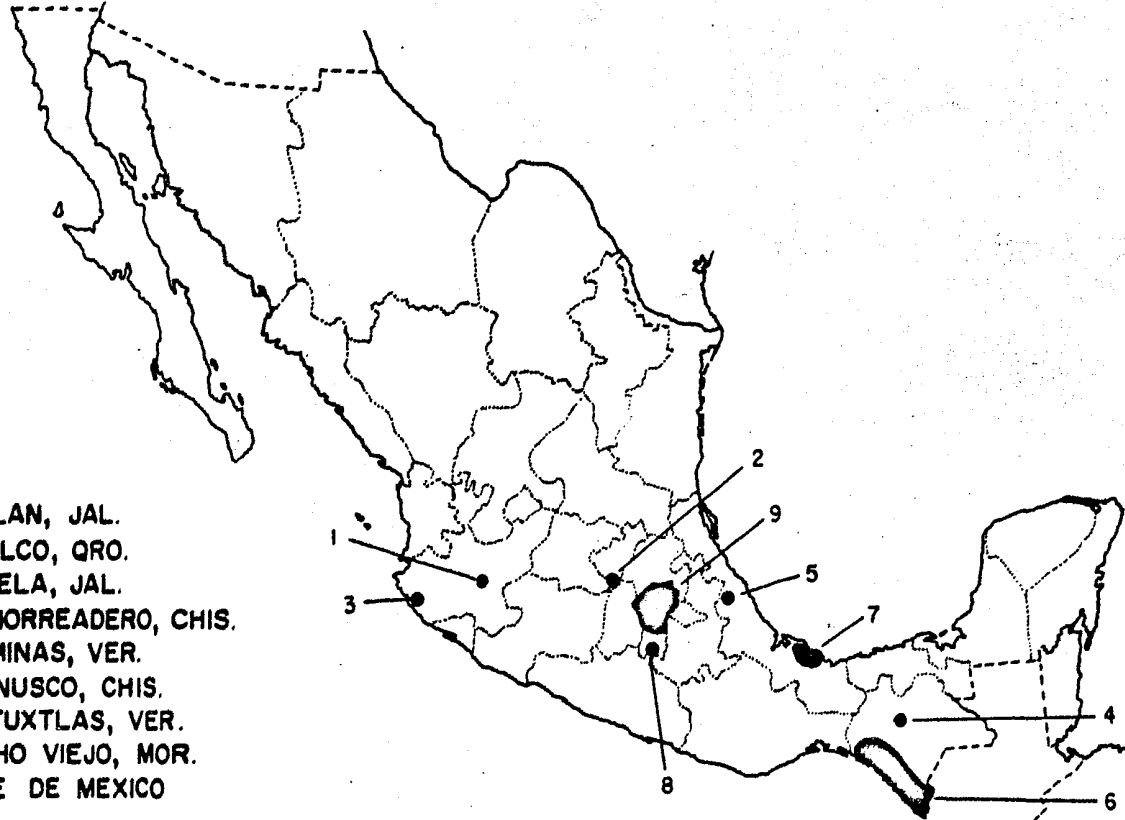 LAN, JAL.
LCO, QRO.
ELA, JAL.
HORREADERO, CHIS.
MINAS, VER.
NUSCO, CHIS.
TUXTLAS, VER.
HO VIEJO, MOR.
E DE MEXICO
2
9
1
5
3
7
4
8
6